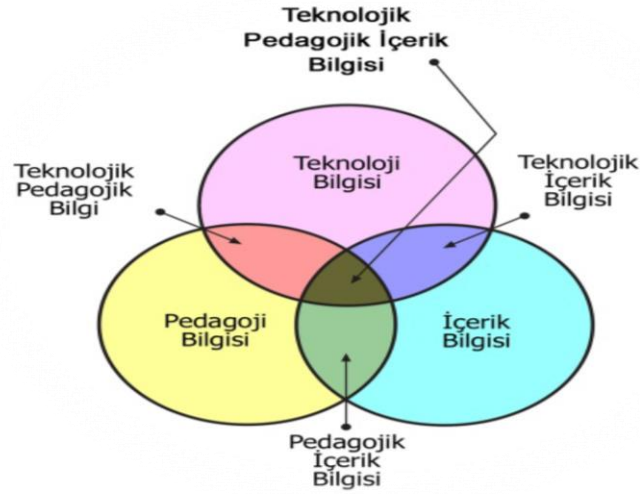 Teknolojik
Pedagojik İçerik
Bilgisi
Teknoloji
Bilgisi
Teknolojik
Pedagojik
Bilgi
Teknolojik
İçerik
Bilgisi
Pedagoji
Bilgisi
İçerik
Bilgisi
Pedagojik
İçerik
Bilgisi